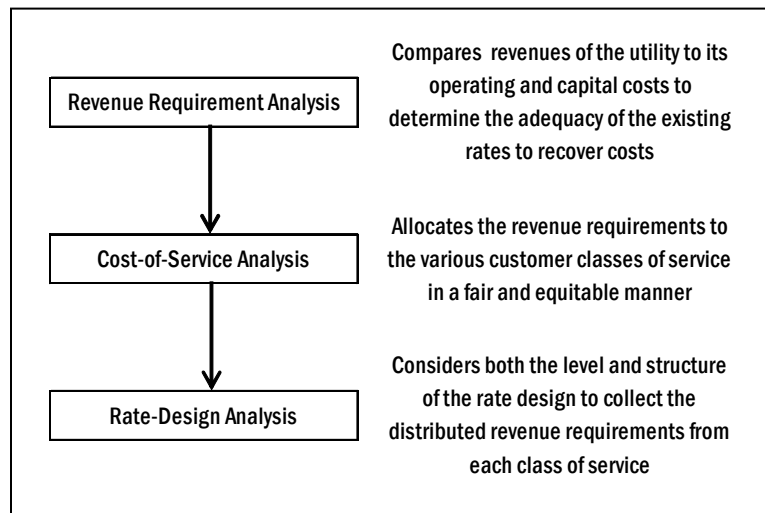 Revenue Requirement Analysis
Compares revenues of the utility to its
operating and capital costs to
determine the adequacy of the existing
rates to recover costs
Cost-of-Service Analysis
Allocates the revenue requirements to
the various customer classes of service
in a fair and equitable manner
Rate-Design Analysis
Considers both the level and structure
of the rate design to collect the
distributed revenue requirements from
each class of service